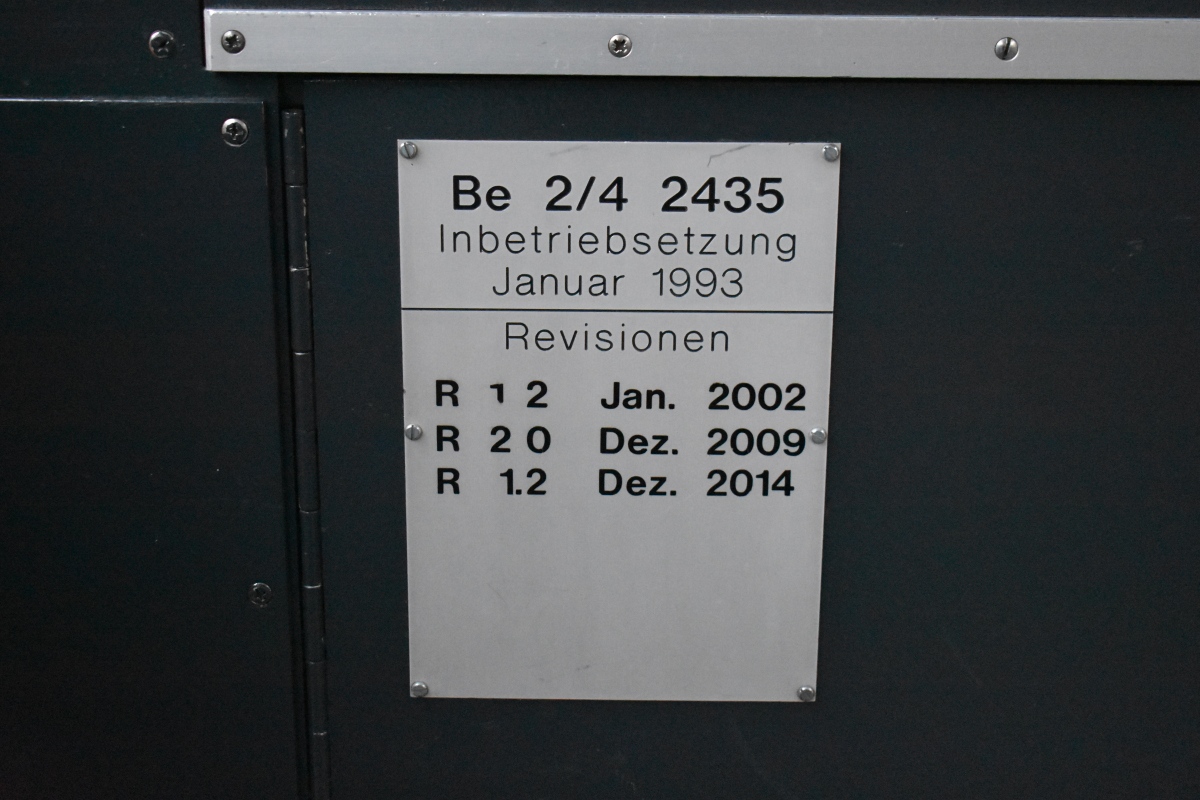 Be 2/4 2435
Inbetriebsetzung
Januar 1993
Revisionen
R 1 2 Jan. 2002
R 2 0 Dez. 2009
R 1.2 Dez. 2014